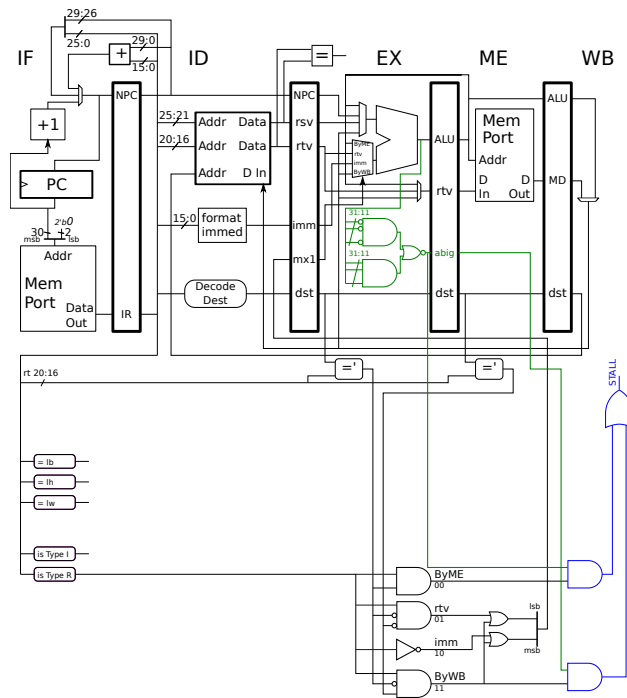 29:26
25:0
29:0
15:0
IF
ID
EX
ME
WB
+
=
NPC
+1
PC
30
2'b0
2
msb
lsb
Addr
Mem
Port
Data
Out
IR
25:21
20:16
Addr
Data
Addr
Data
Addr
D In
15:0
format
immed
Decode
Dest
NPC
rsv
rtv
imm
mx1
dst
ByME
rtv
imm
ByWB
31:11
31:11
ALU
rtv
abig
dst
Mem
Port
Addr
D
In
D
Out
ALU
MD
dst
rt 20:16
='
='
STALL
= lb
= lh
= lw
is Type I
is Type R
ByME
00
rtv
01
imm
10
ByWB
11
lsb
msb